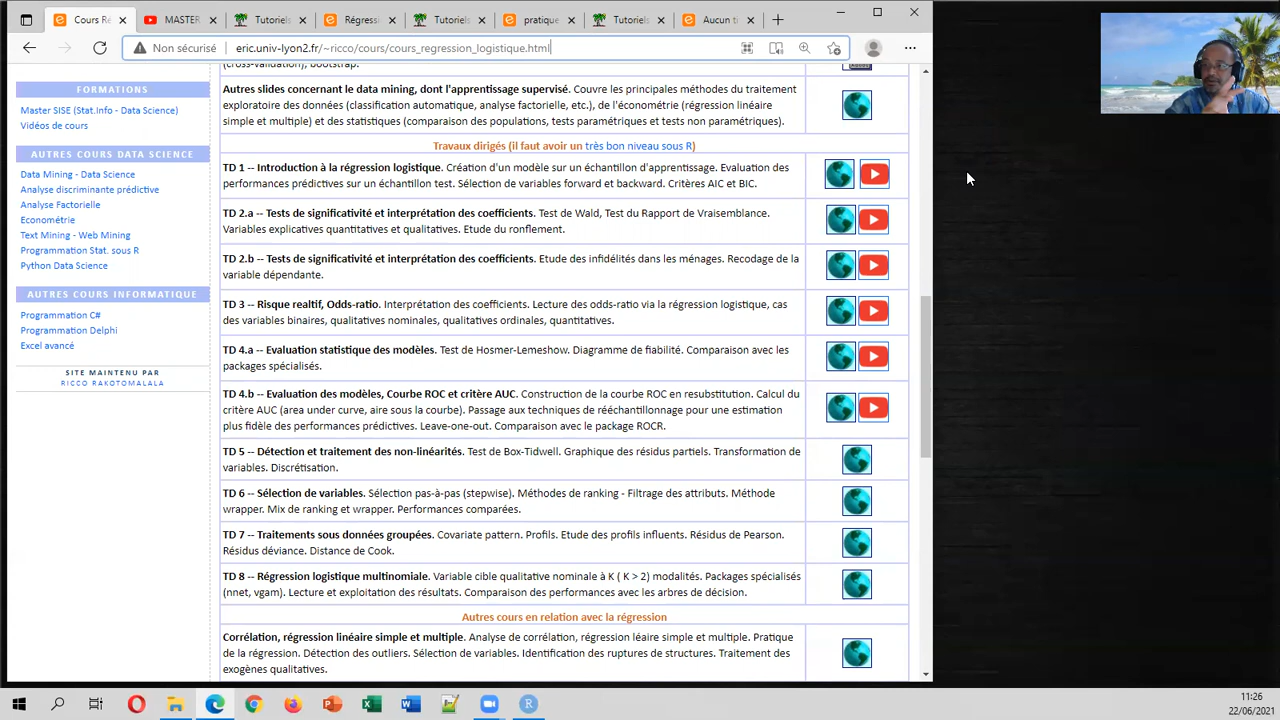 Cours Re
MASTER
Tutoriels
Régress
Tutoriels
pratique
Tutoriels
Aucun ti
Non sécurisé
eric.univ-lyon2.fr/~ricco/cours/cours_regression_logistique.html
FORMATIONS
Master SISE (Stat.Info - Data Science)
Vidéos de cours
AUTRES COURS DATA SCIENCE
Data Mining - Data Science
Analyse discriminante prédictive
Analyse Factorielle
Econométrie
Text Mining - Web Mining
Programmation Stat. sous R
Python Data Science
AUTRES COURS INFORMATIQUE
Programmation C#
Programmation Delphi
Excel avancé
SITE MAINTENU PAR
RICCO RAKOTOMALALA
(cross-validation), bootstrap.
Autres slides concernant le data mining, dont l'apprentissage supervisé. Couvre les principales méthodes du traitement
exploratoire des données (classification automatique, analyse factorielle, etc.), de l'économétrie (régression linéaire
simple et multiple) et des statistiques (comparaison des populations, tests paramétriques et tests non paramétriques).
Travaux dirigés (il faut avoir un très bon niveau sous R)
TD 1 -- Introduction à la régression logistique. Création d'un modèle sur un échantillon d'apprentissage. Evaluation des
performances prédictives sur un échantillon test. Sélection de variables forward et backward. Critères AIC et BIC.
TD 2.a -- Tests de significativité et interprétation des coefficients. Test de Wald, Test du Rapport de Vraisemblance.
Variables explicatives quantitatives et qualitatives. Etude du ronflement.
TD 2.b -- Tests de significativité et interprétation des coefficients. Etude des infidélités dans les ménages. Recodage de la
variable dépendante.
TD 3 -- Risque realtif, Odds-ratio. Interprétation des coefficients. Lecture des odds-ratio via la régression logistique, cas
des variables binaires, qualitatives nominales, qualitatives ordinales, quantitatives.
TD 4.a -- Evaluation statistique des modèles. Test de Hosmer-Lemeshow. Diagramme de fiabilité. Comparaison avec les
packages spécialisés.
TD 4.b -- Evaluation des modèles, Courbe ROC et critère AUC. Construction de la courbe ROC en resubstitution. Calcul du
critère AUC (area under curve, aire sous la courbe). Passage aux techniques de rééchantillonnage pour une estimation
plus fidèle des performances prédictives. Leave-one-out. Comparaison avec le package ROCR.
TD 5 -- Détection et traitement des non-linéarités. Test de Box-Tidwell. Graphique des résidus partiels. Transformation de
variables. Discrétisation.
TD 6 -- Sélection de variables. Sélection pas-à-pas (stepwise). Méthodes de ranking - Filtrage des attributs. Méthode
wrapper. Mix de ranking et wrapper. Performances comparées.
TD 7 -- Traitements sous données groupées. Covariate pattern. Profils. Etude des profils influents. Résidus de Pearson.
Résidus déviance. Distance de Cook.
TD 8 -- Régression logistique multinomiale. Variable cible qualitative nominale à K ( K > 2) modalités. Packages spécialisés
(nnet, vgam). Lecture et exploitation des résultats. Comparaison des performances avec les arbres de décision.
Autres cours en relation avec la régression
Corrélation, régression linéaire simple et multiple. Analyse de corrélation, régression léaire simple et multiple. Pratique
de la régression. Détection des outliers. Sélection de variables. Identification des ruptures de structures. Traitement des
exogènes qualitatives.
11:26
22/06/2021